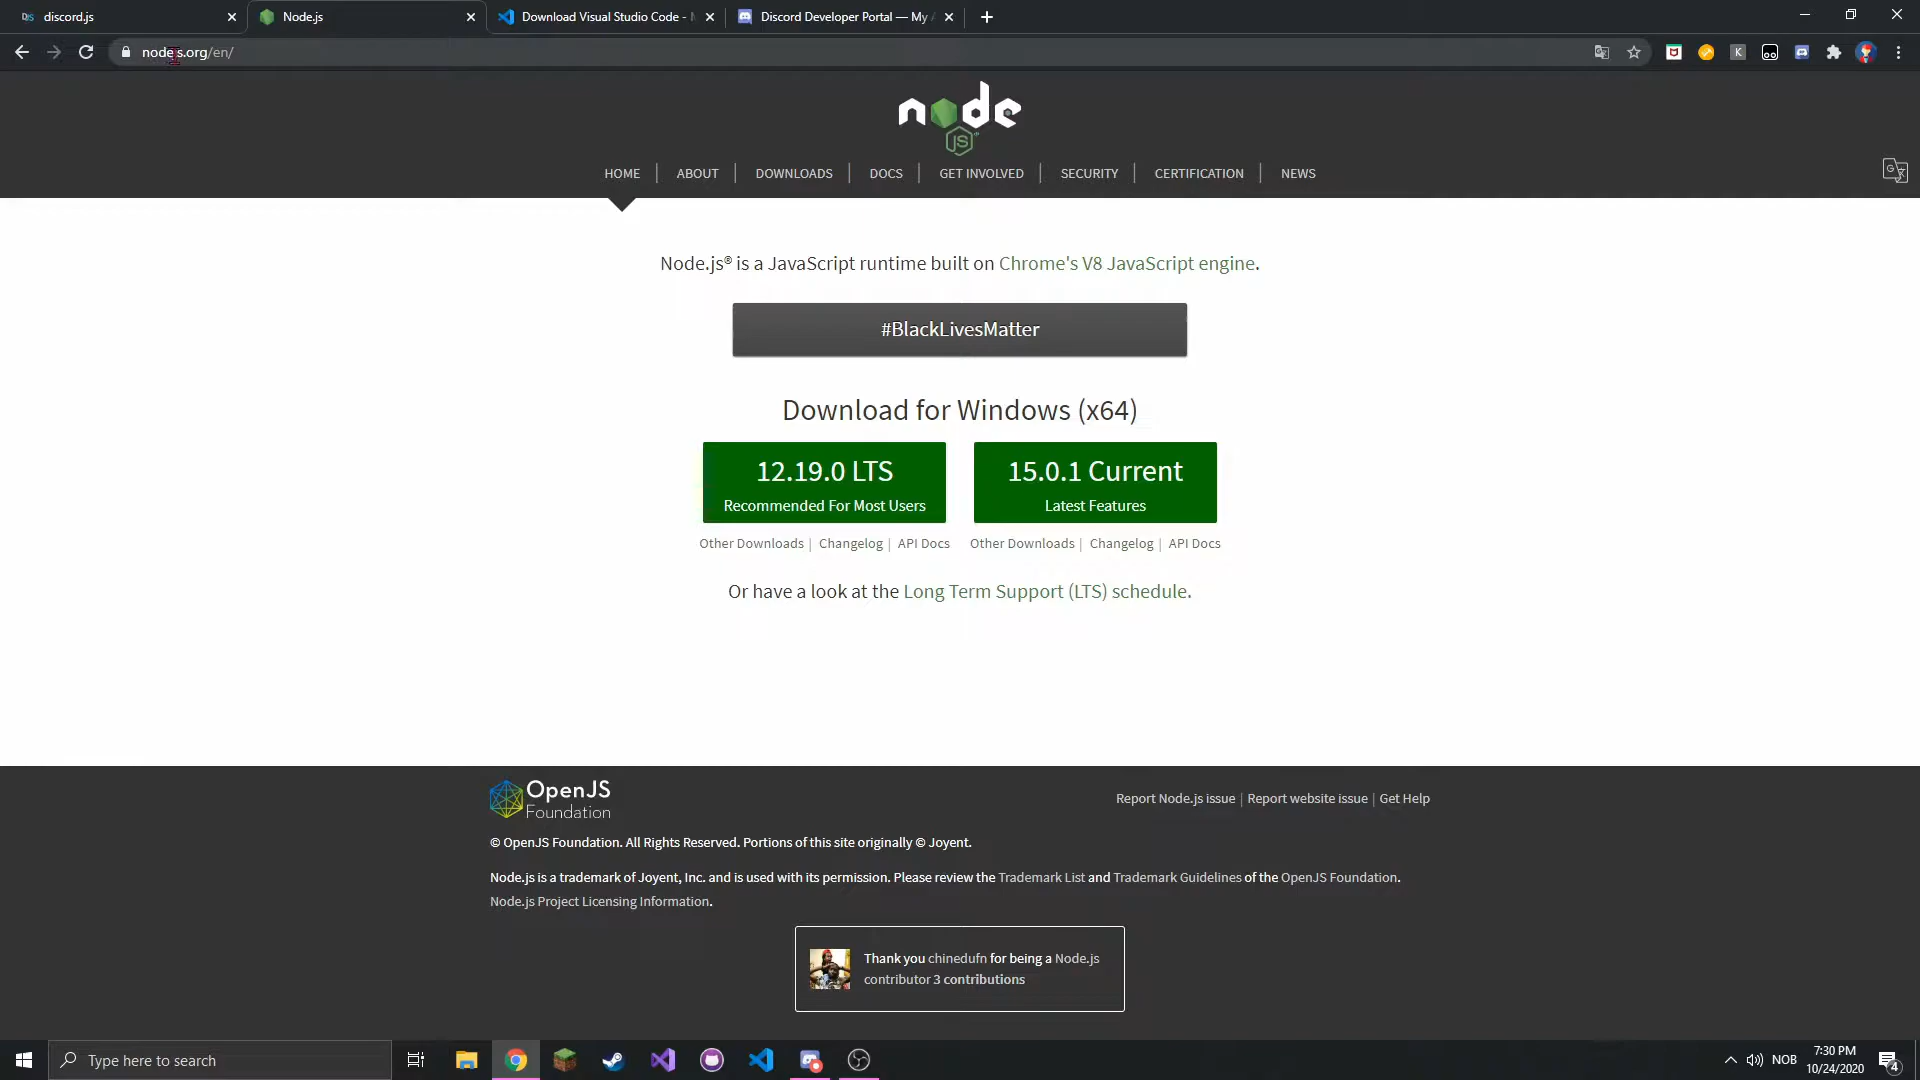 discord.js
Node.js
Download Visual Studio Code -
Discord Developer Portal — My
nodejs.org/en/
node
JS
HOME
ABOUT
DOWNLOADS
DOCS
GET INVOLVED
SECURITY
CERTIFICATION
NEWS
Node.js® is a JavaScript runtime built on Chrome's V8 JavaScript engine.
#BlackLivesMatter
Download for Windows (x64)
12.19.0 LTS
Recommended For Most Users
15.0.1 Current
Latest Features
Other Downloads | Changelog | API Docs
Other Downloads | Changelog | API Docs
Or have a look at the Long Term Support (LTS) schedule.
OpenJS
Foundation
Report Node.js issue | Report website issue | Get Help
© OpenJS Foundation. All Rights Reserved. Portions of this site originally © Joyent.
Node.js is a trademark of Joyent, Inc. and is used with its permission. Please review the Trademark List and Trademark Guidelines of the OpenJS Foundation.
Node.js Project Licensing Information.
Thank you chinedufn for being a Node.js
contributor 3 contributions
Type here to search
NOB
7:30 PM
10/24/2020
4